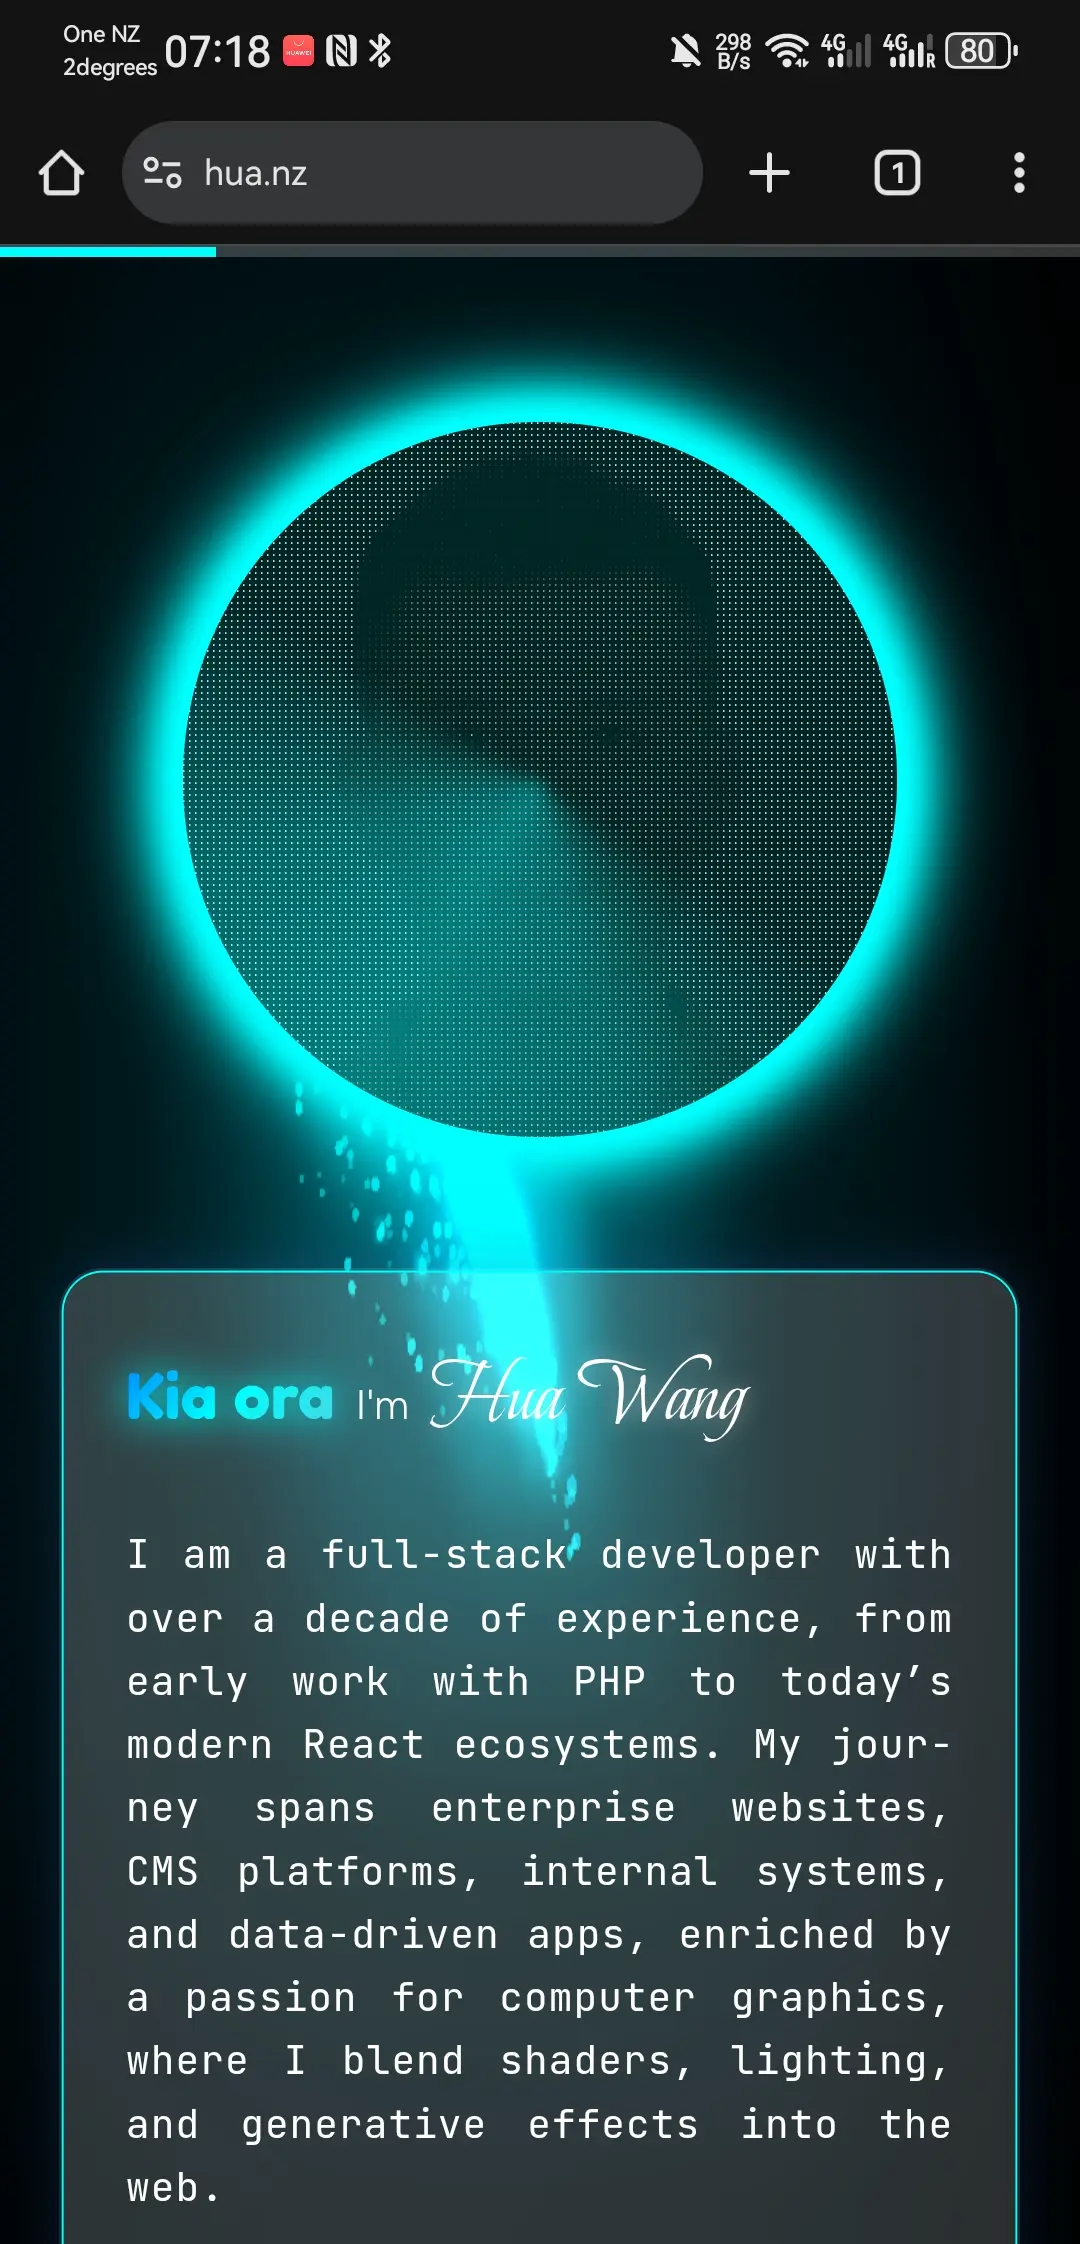 One NZ
2degrees
07:18
HUAWEI
298
B/s
4G
4G
R
80
hua.nz
1
Kia ora I'm Hua Wang
I am a full-stack developer with
over a decade of experience, from
early work with PHP to today’s
modern React ecosystems. My jour-
ney spans enterprise websites,
CMS platforms, internal systems,
and data-driven apps, enriched by
a passion for computer graphics,
where I blend shaders, lighting,
and generative effects into the
web.